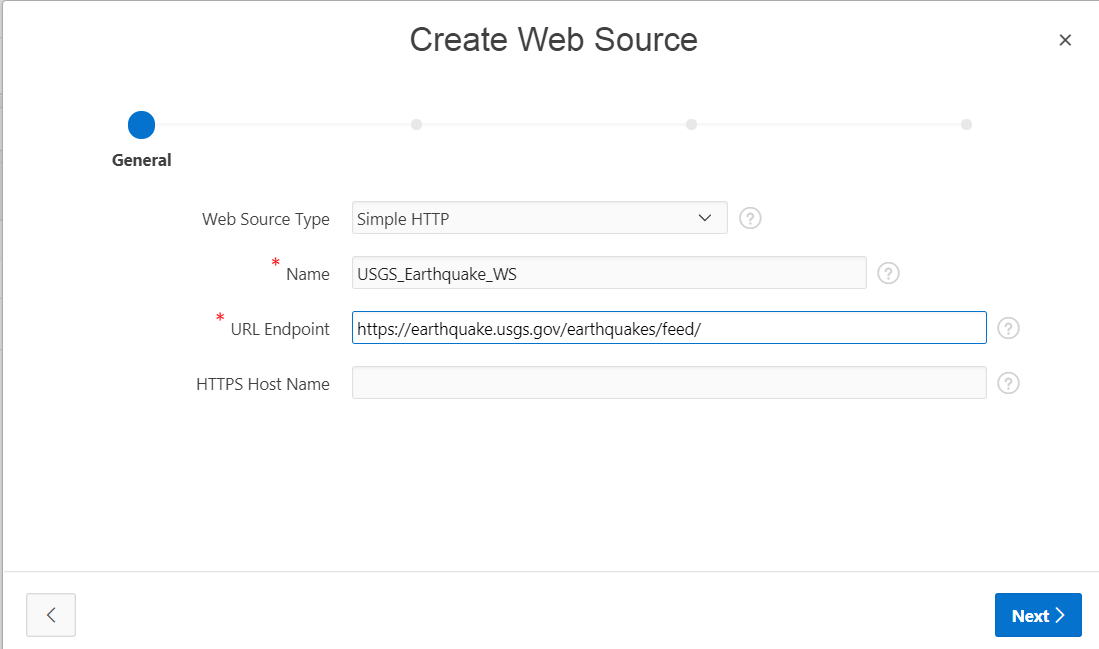 Create Web Source
General
Web Source Type Simple HTTP ?
* Name USGS_Earthquake_WS ?
* URL Endpoint https://earthquake.usgs.gov/earthquakes/feed/ ?
HTTPS Host Name ?
Next